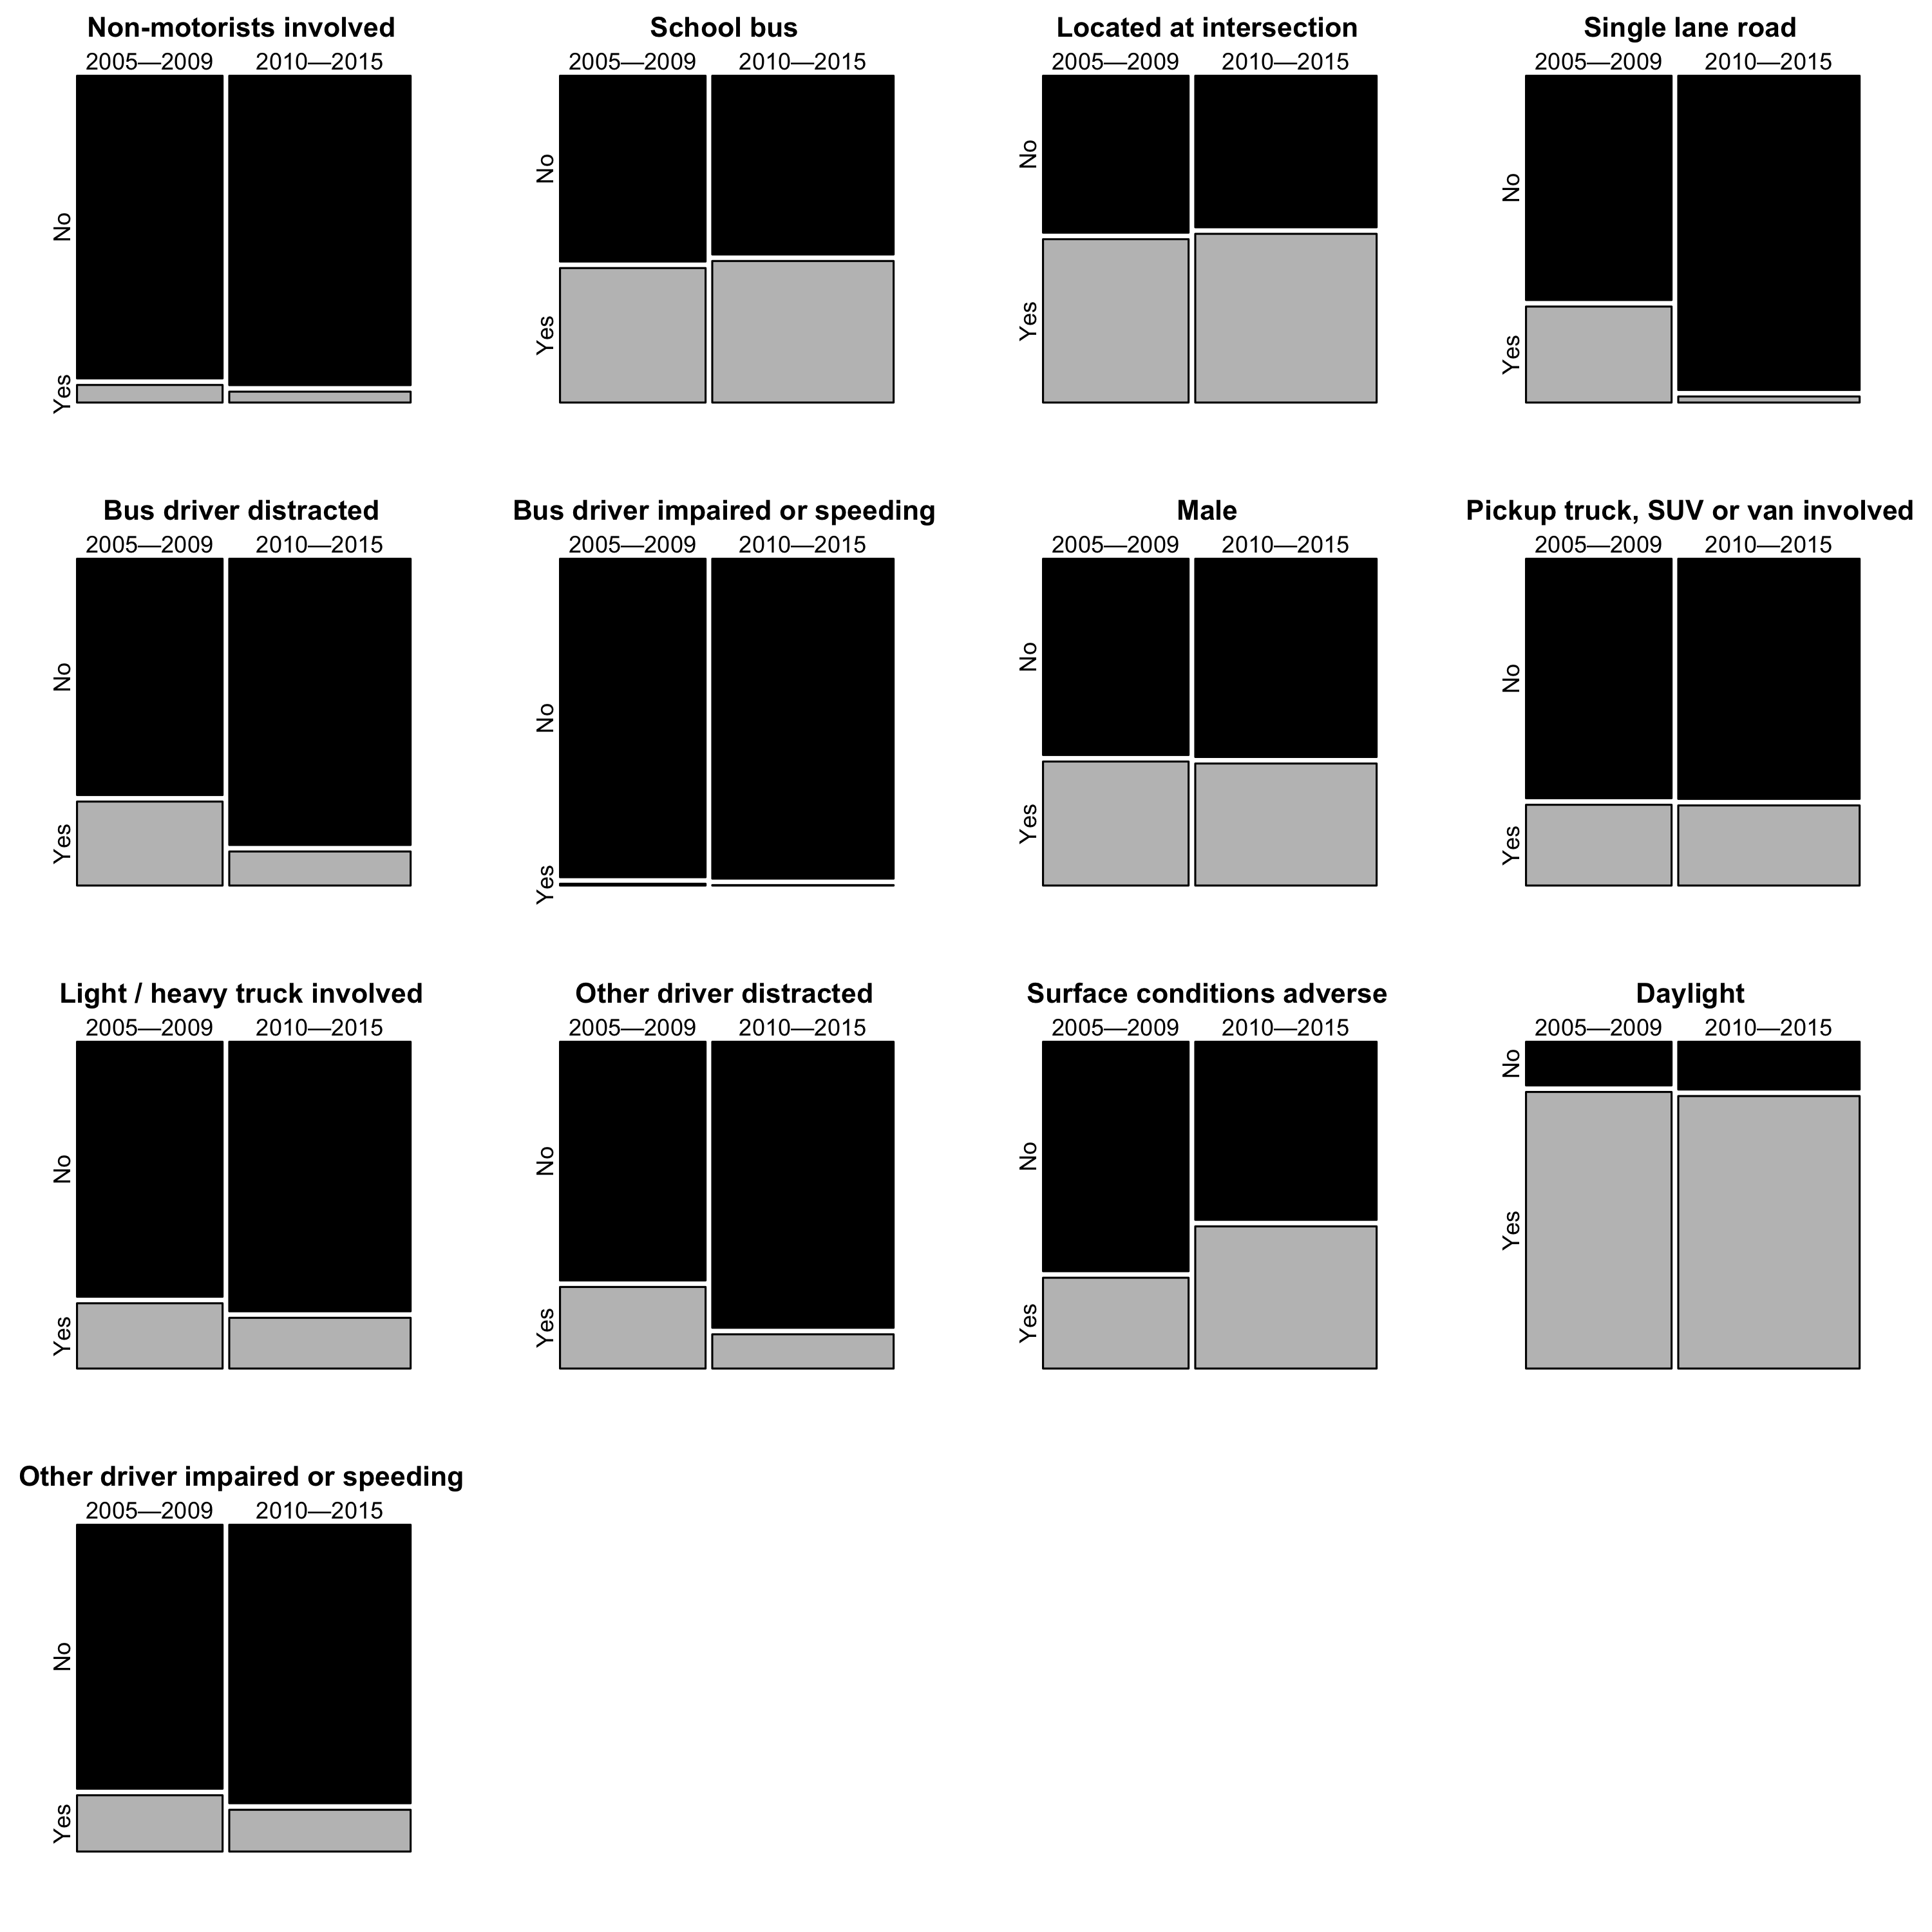 Non-motorists involved
2005—2009 2010—2015
No
Yes
School bus
2005—2009 2010—2015
No
Yes
Located at intersection
2005—2009 2010—2015
No
Yes
Single lane road
2005—2009 2010—2015
No
Yes
Bus driver distracted
2005—2009 2010—2015
No
Yes
Bus driver impaired or speeding
2005—2009 2010—2015
No
Yes
Male
2005—2009 2010—2015
No
Yes
Pickup truck, SUV or van involved
2005—2009 2010—2015
No
Yes
Light / heavy truck involved
2005—2009 2010—2015
No
Yes
Other driver distracted
2005—2009 2010—2015
No
Yes
Surface conditions adverse
2005—2009 2010—2015
No
Yes
Daylight
2005—2009 2010—2015
No
Yes
Other driver impaired or speeding
2005—2009 2010—2015
No
Yes